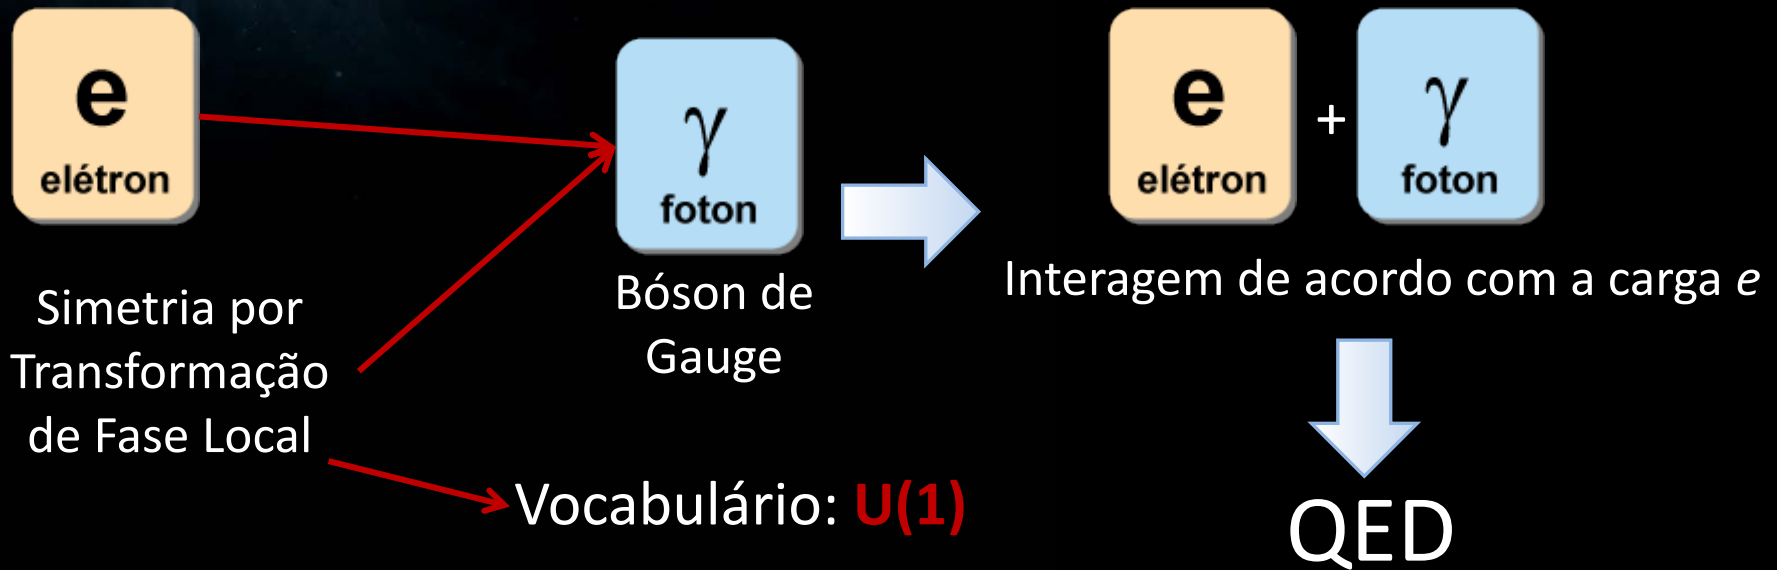 e
elétron
Simetria por
Transformação
de Fase Local
γ
foton
Bóson de
Gauge
Vocabulário: U(1)
e
elétron
+
γ
foton
Interagem de acordo com a carga e
QED